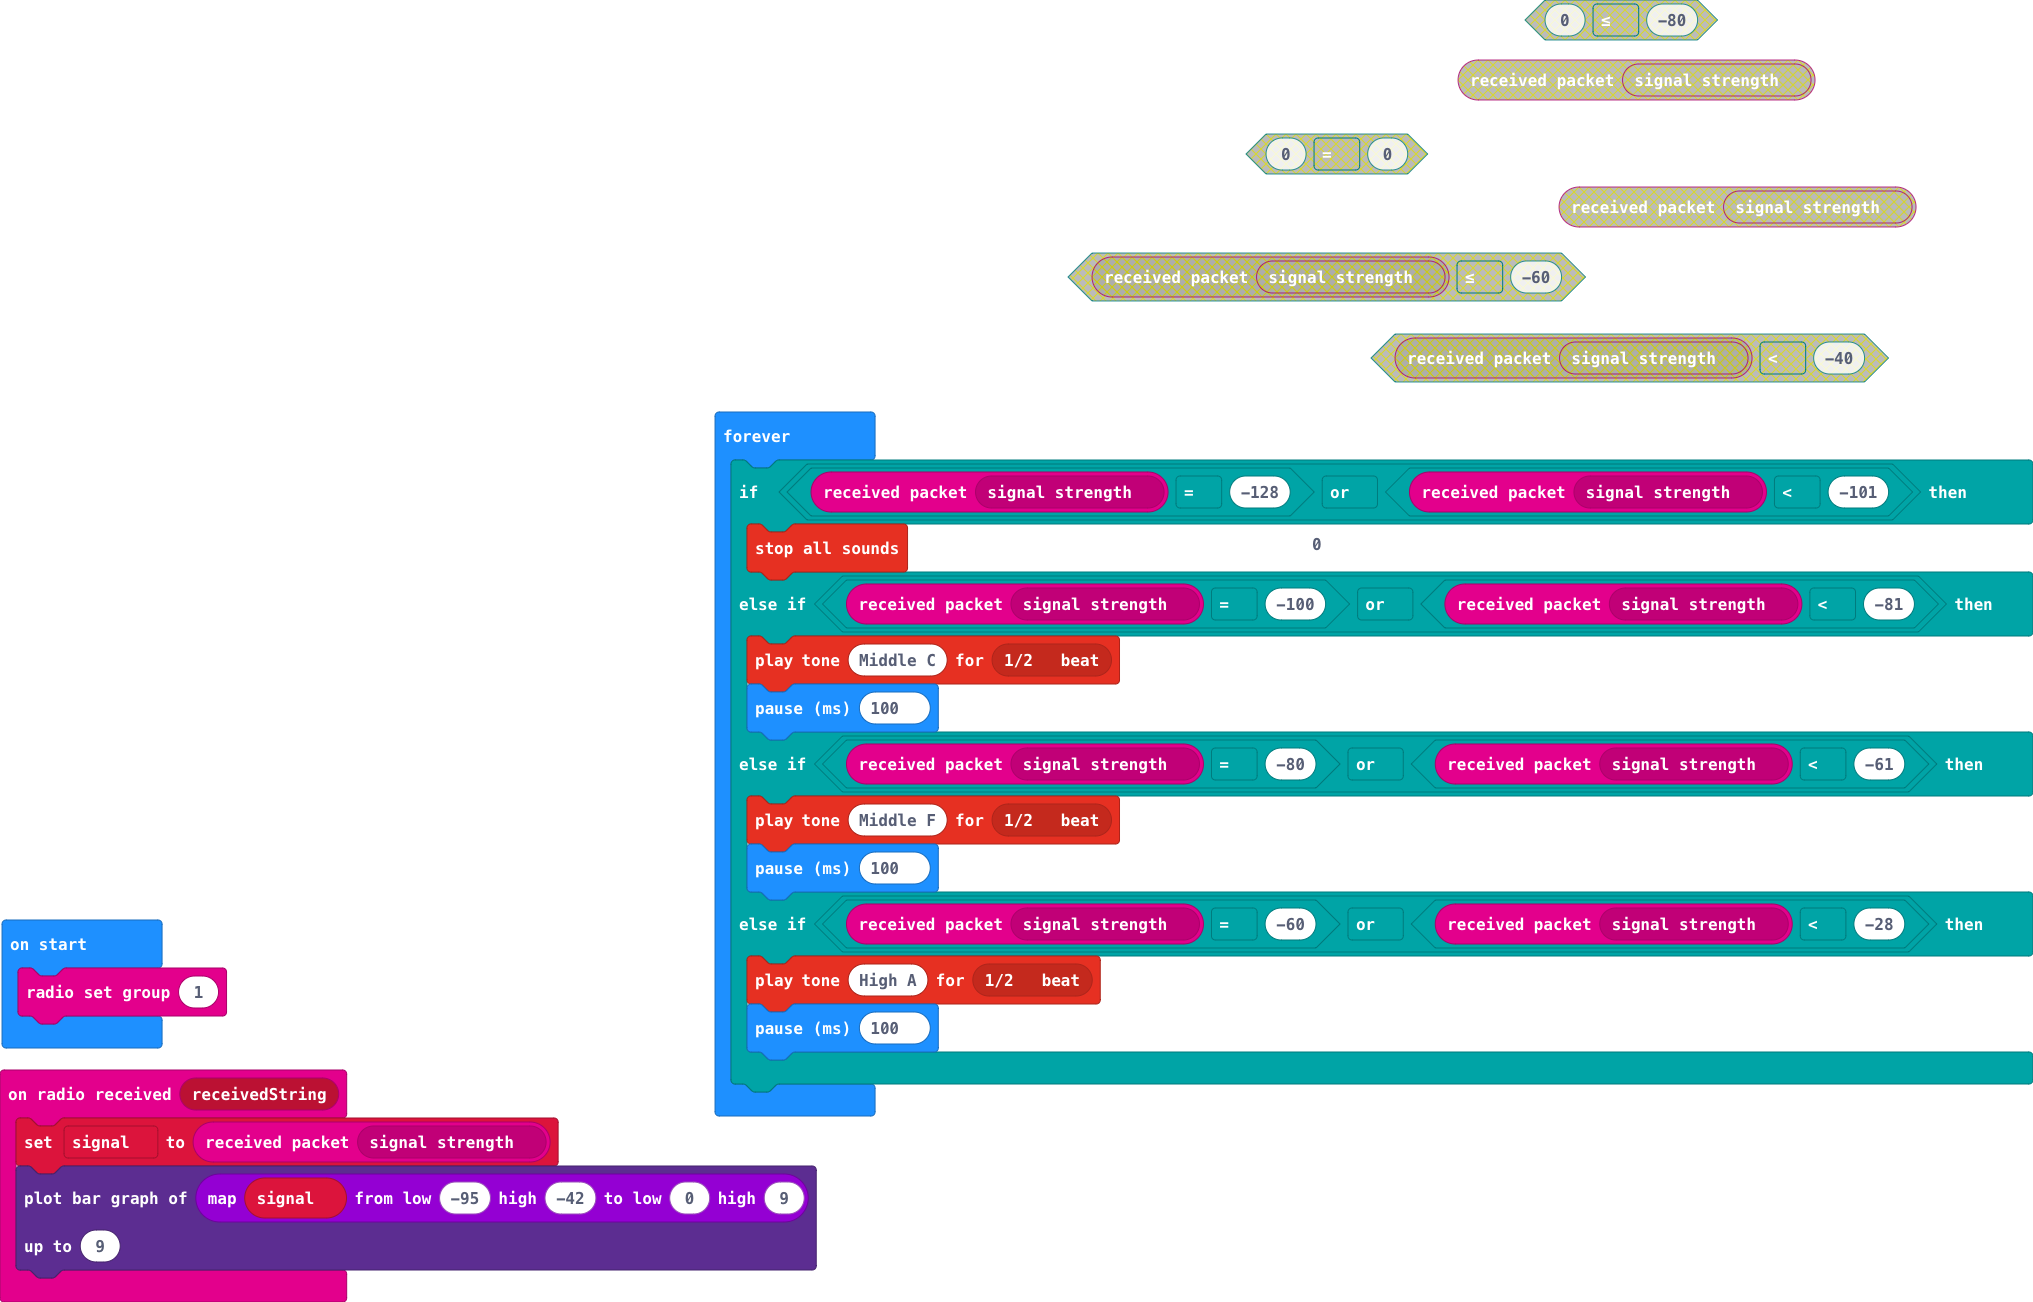 0 ≤ -80
received packet signal strength
0 = 0
received packet signal strength
received packet signal strength ≤ -60
received packet signal strength < -40
forever
if received packet signal strength = -128 or received packet signal strength < -101 then
stop all sounds
0
else if received packet signal strength = -100 or received packet signal strength < -81 then
play tone Middle C for 1/2 beat
pause (ms) 100
else if received packet signal strength = -80 or received packet signal strength < -61 then
play tone Middle F for 1/2 beat
pause (ms) 100
else if received packet signal strength = -60 or received packet signal strength < -28 then
play tone High A for 1/2 beat
pause (ms) 100
on start
radio set group 1
on radio received receivedString
set signal to received packet signal strength
plot bar graph of map signal from low -95 high -42 to low 0 high 9
up to 9